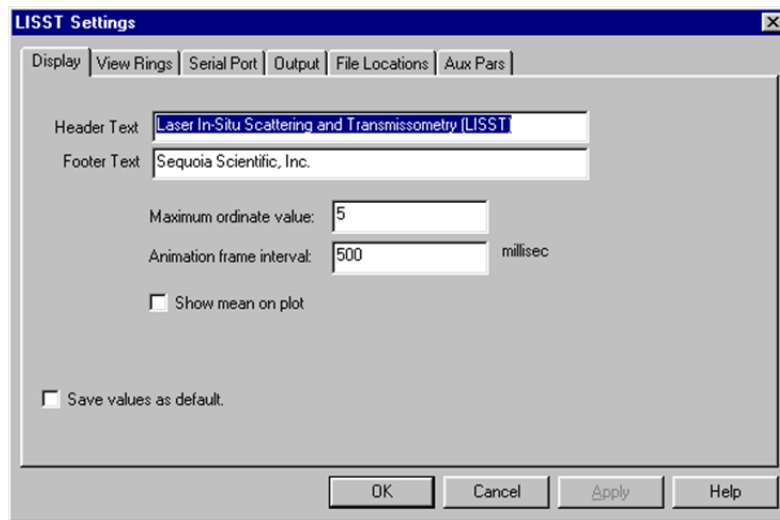 LISST Settings
Display View Rings Serial Port Output File Locations Aux Pars
Header Text Laser In-Situ Scattering and Transmissometry (LISST)
Footer Text Sequoia Scientific, Inc.
Maximum ordinate value: 5
Animation frame interval: 500 millisec
Show mean on plot
Save values as default.
OK Cancel Apply Help